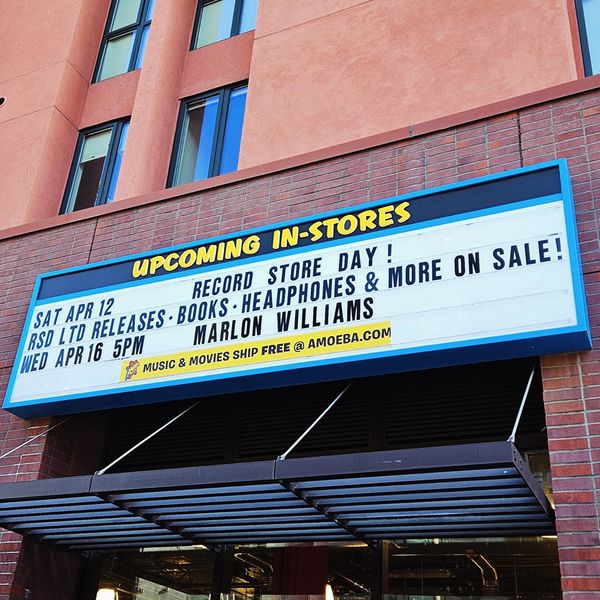 UPCOMING IN-STORES
SAT APR 12 RECORD STORE DAY!
RSD LTD RELEASES · BOOKS · HEADPHONES & MORE ON SALE!
WED APR 16 5PM MARLON WILLIAMS
MUSIC & MOVIES SHIP FREE @ AMOEBA.COM